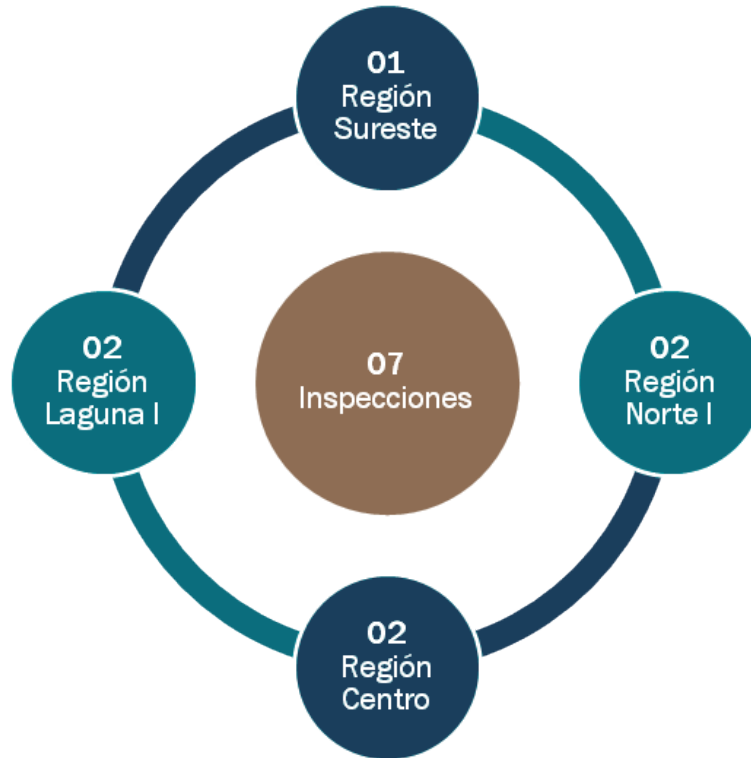 01
Región
Sureste
02
Región
Laguna I
07
Inspecciones
02
Región
Norte I
02
Región
Centro